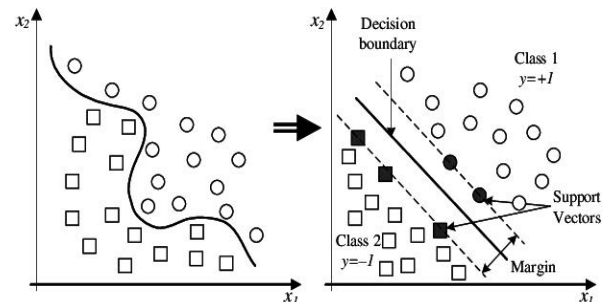 x₂
x₁
x₂
Decision
boundary
Class 1
y=+1
Support
Vectors
Class 2
y=−1
Margin
x₁